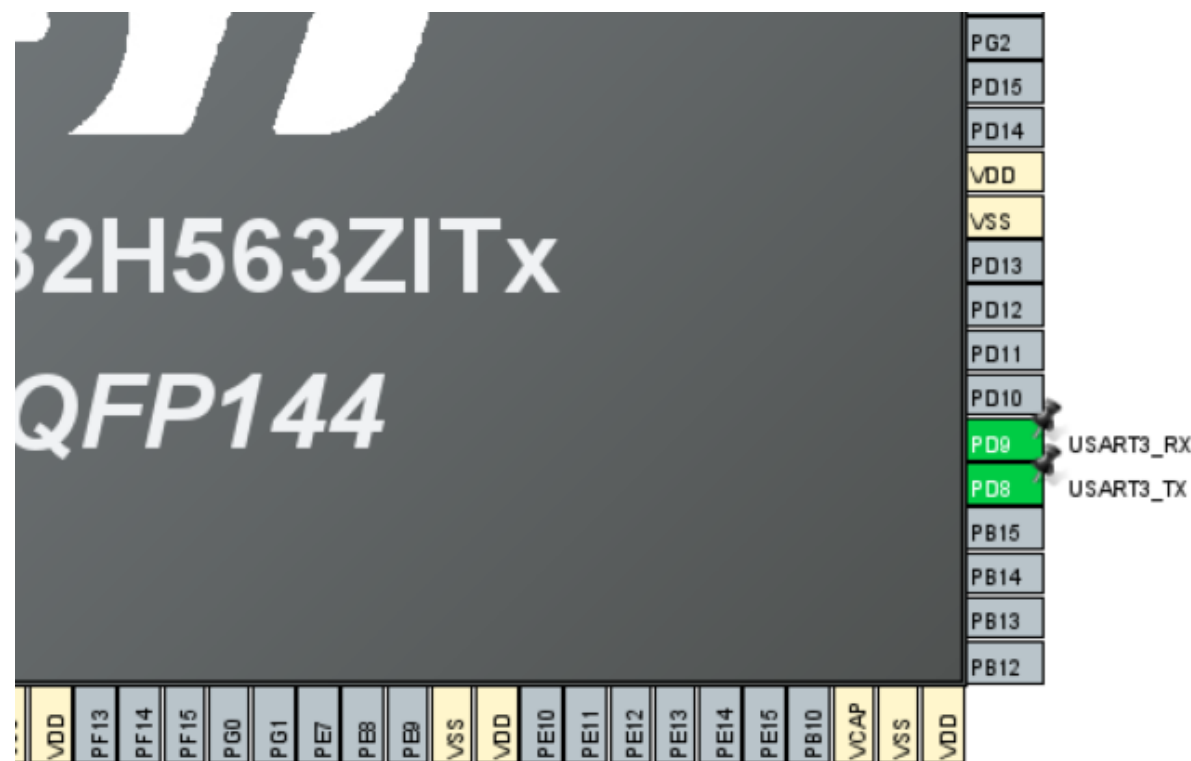 PG2
PD15
PD14
VDD
VSS
32H563ZITx
PD13
PD12
PD11
QFP144
PD10
PD9 USART3_RX
PD8 USART3_TX
PB15
PB14
PB13
PB12
VDD PF13 PF14 PF15 PG0 PG1 PE7 PE8 PE9 VSS VDD PE10 PE11 PE12 PE13 PE14 PE15 PB10 VCAP VSS VDD